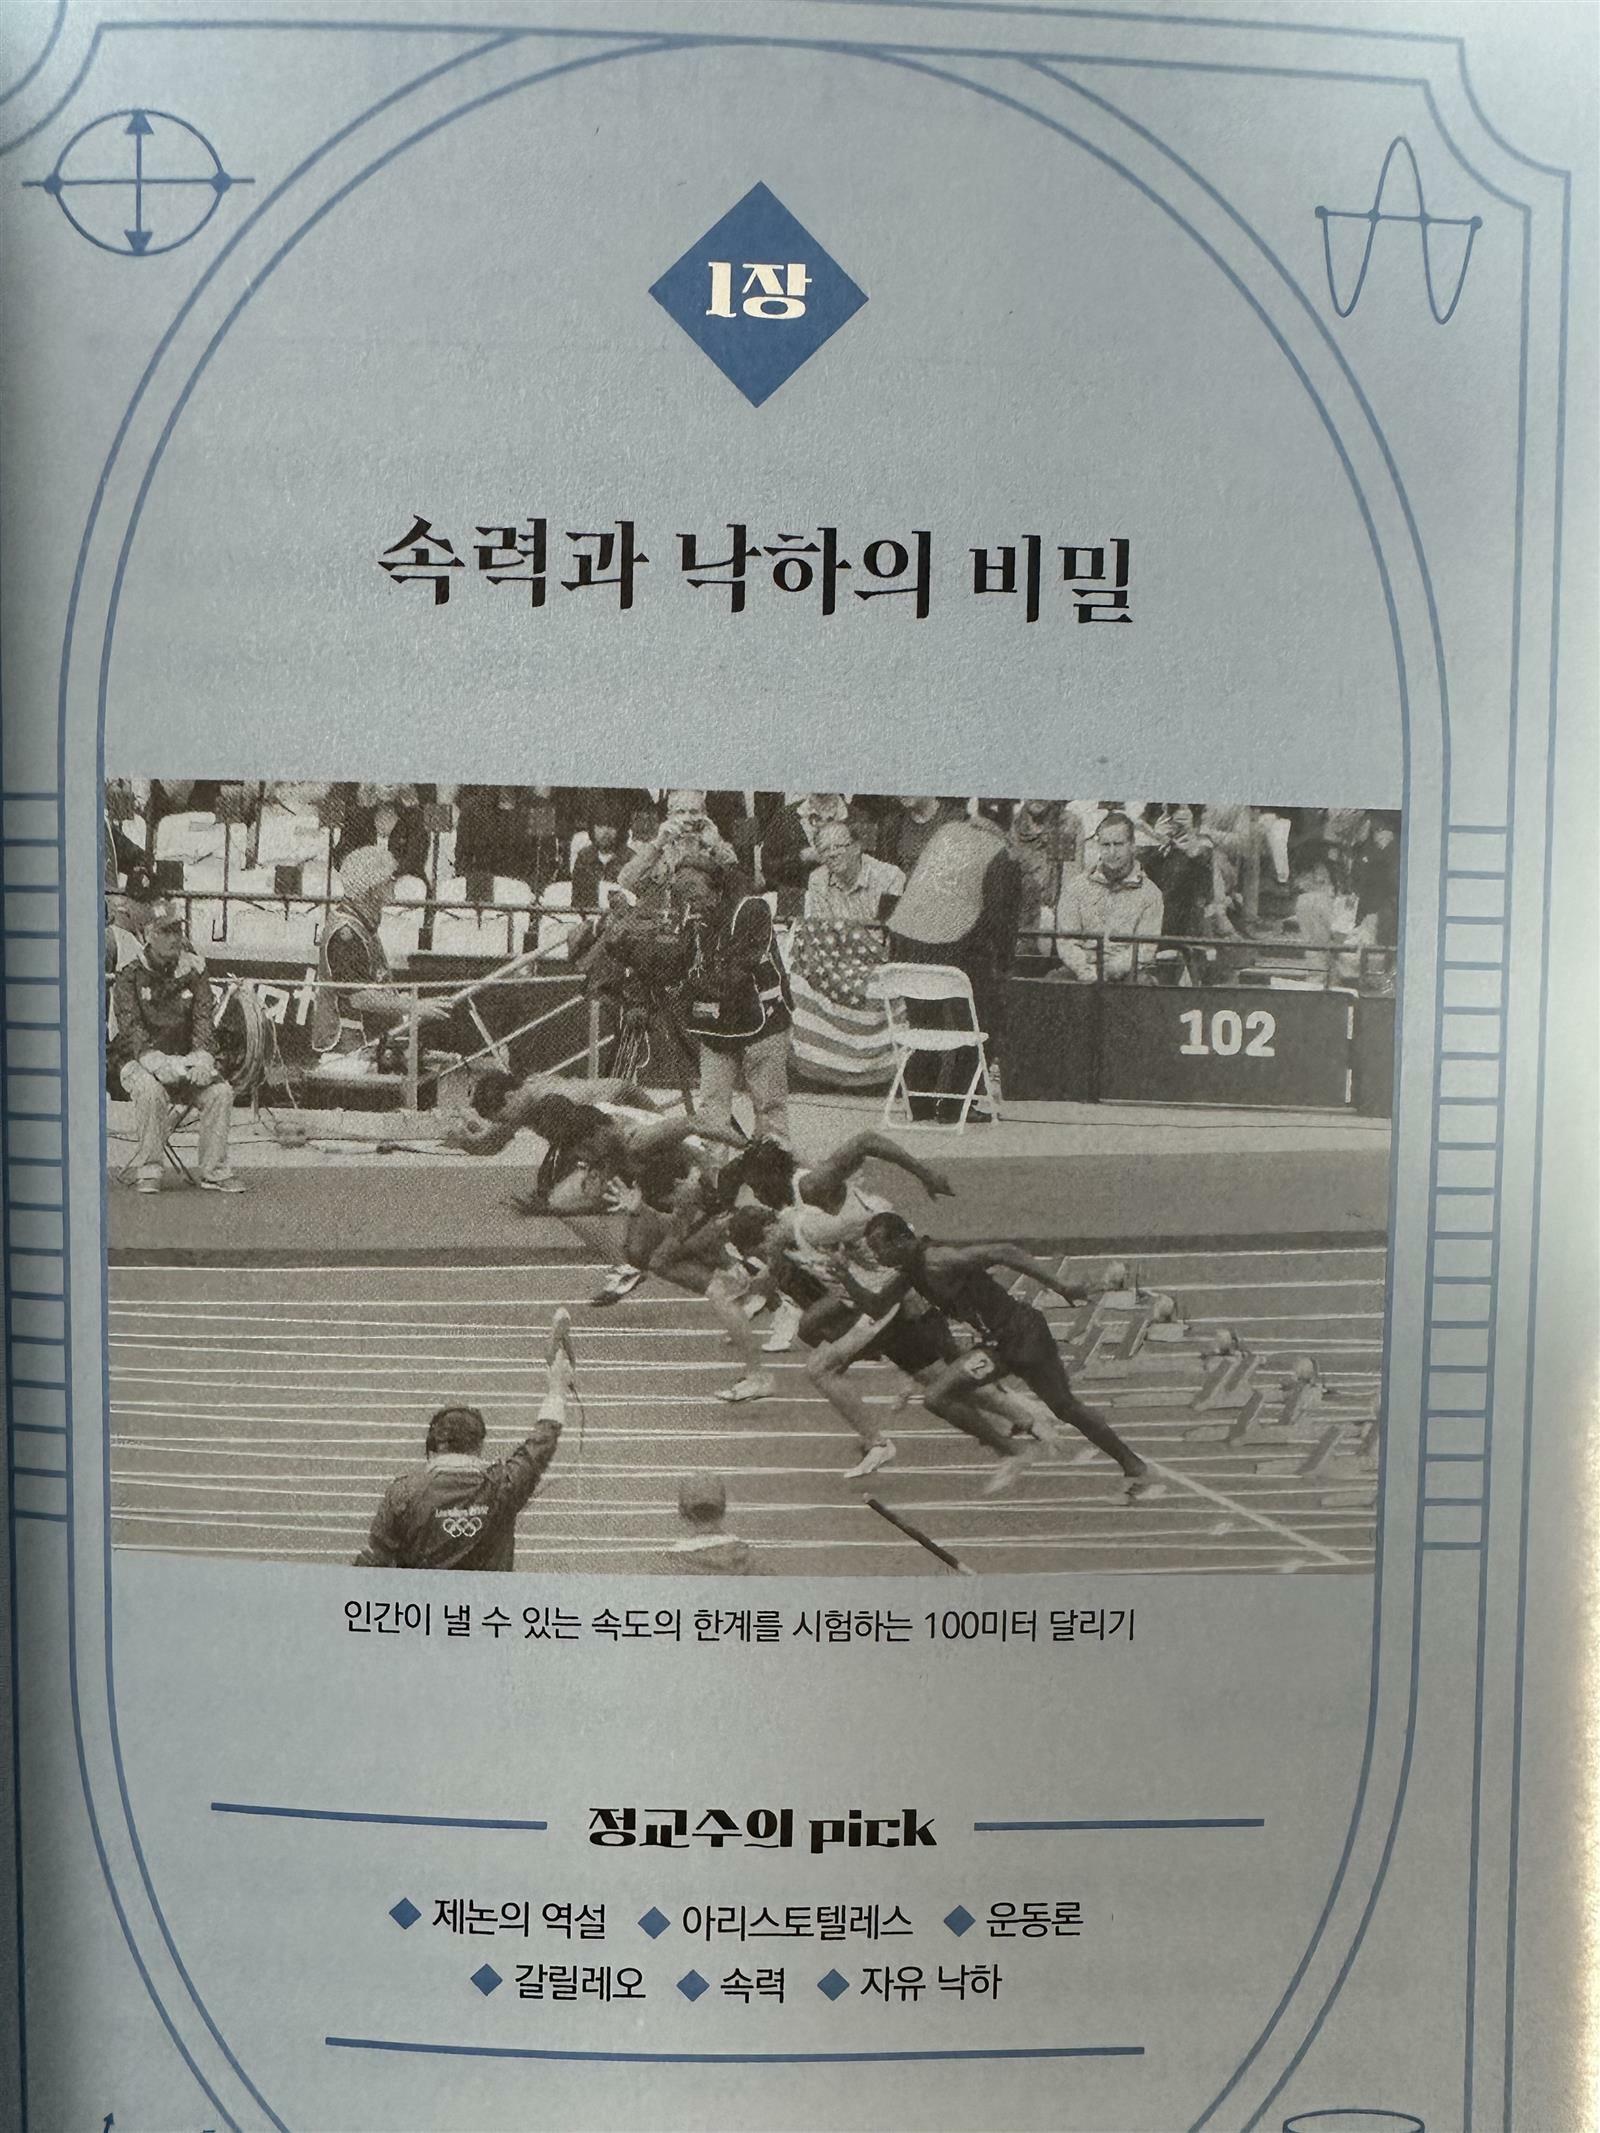 1장
속력과 낙하의 비밀
102
2
인간이 낼 수 있는 속도의 한계를 시험하는 100미터 달리기
정교수의 pick
◆ 제논의 역설 ◆ 아리스토텔레스 ◆ 운동론
◆ 갈릴레오 ◆ 속력 ◆ 자유 낙하